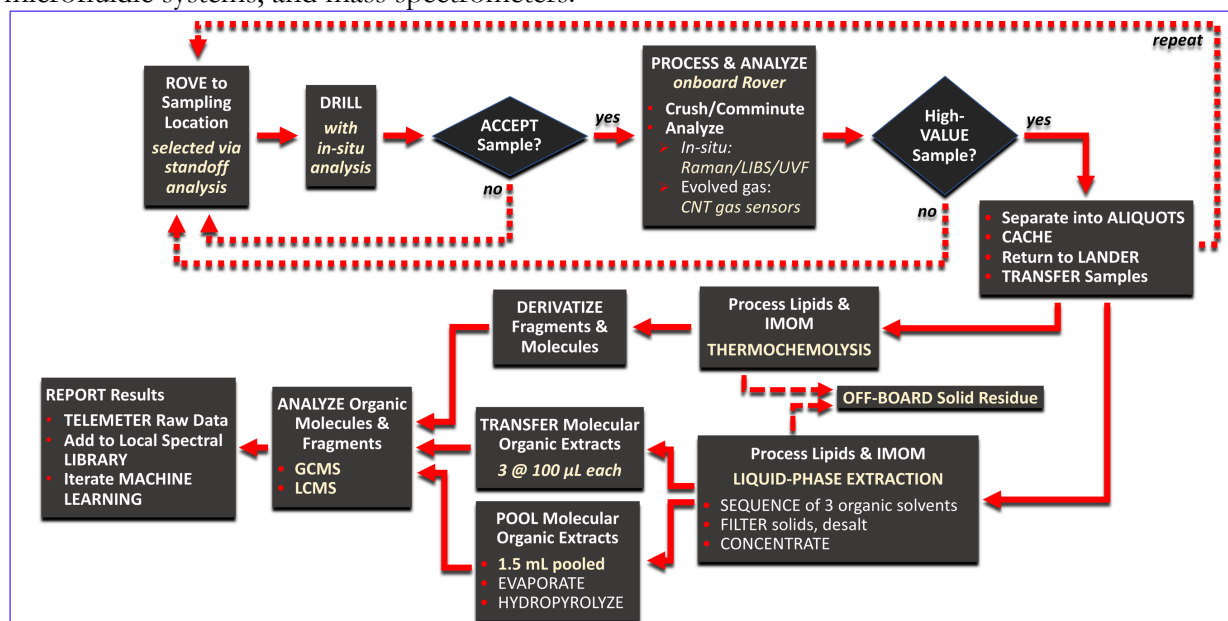 microfluidic systems, and mass spectrometers.
repeat
ROVE to
Sampling
Location
selected via
standoff
analysis
DRILL
with
in-situ
analysis
ACCEPT
Sample?
yes
no
PROCESS & ANALYZE
onboard Rover
• Crush/Comminute
• Analyze
➢ In-situ:
Raman/LIBS/UVF
➢ Evolved gas:
CNT gas sensors
High-
VALUE
Sample?
yes
no
• Separate into ALIQUOTS
• CACHE
• Return to LANDER
• TRANSFER Samples
Process Lipids &
IMOM
THERMOCHEMOLYSIS
DERIVATIZE
Fragments &
Molecules
OFF-BOARD Solid Residue
Process Lipids & IMOM
LIQUID-PHASE EXTRACTION
• SEQUENCE of 3 organic solvents
• FILTER solids, desalt
• CONCENTRATE
TRANSFER Molecular
Organic Extracts
3 @ 100 µL each
POOL Molecular
Organic Extracts
• 1.5 mL pooled
• EVAPORATE
• HYDROPYROLYZE
ANALYZE Organic
Molecules &
Fragments
• GCMS
• LCMS
REPORT Results
• TELEMETER Raw Data
• Add to Local Spectral
LIBRARY
• Iterate MACHINE
LEARNING